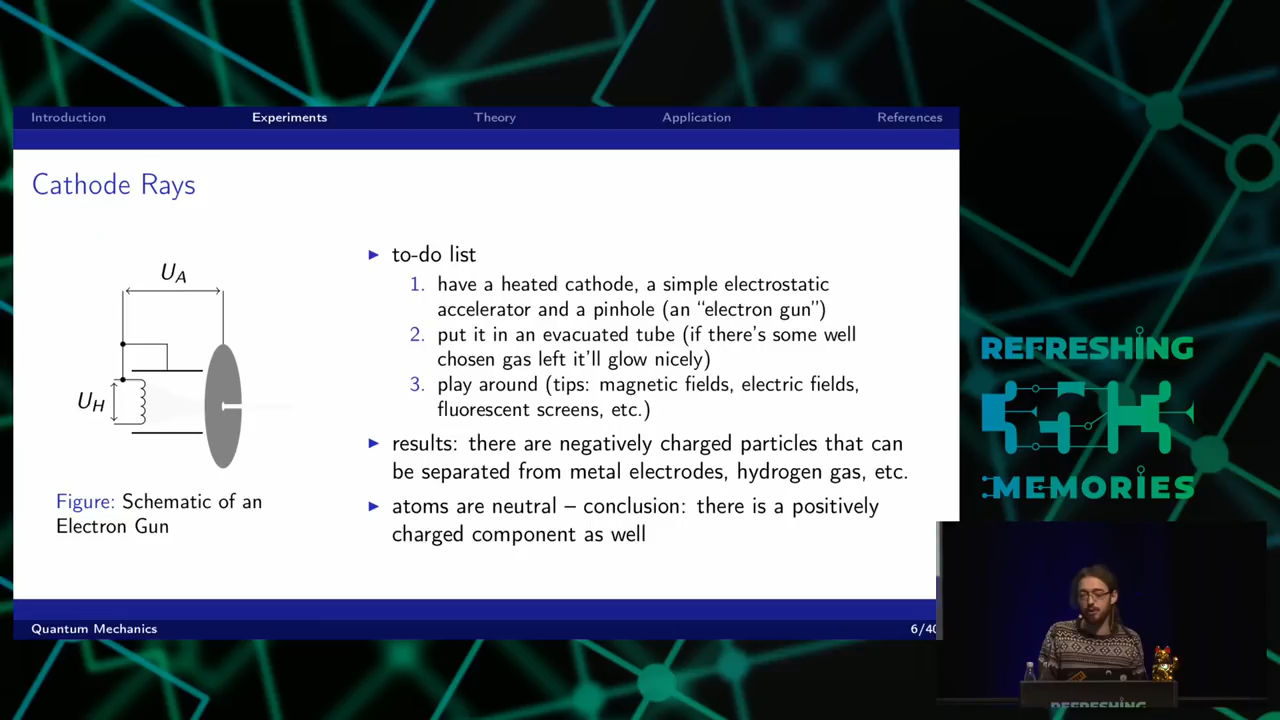 Introduction Experiments Theory Application References
Cathode Rays
U_A
U_H
Figure: Schematic of an
Electron Gun
▶ to-do list
1. have a heated cathode, a simple electrostatic
accelerator and a pinhole (an “electron gun”)
2. put it in an evacuated tube (if there's some well
chosen gas left it'll glow nicely)
3. play around (tips: magnetic fields, electric fields,
fluorescent screens, etc.)
▶ results: there are negatively charged particles that can
be separated from metal electrodes, hydrogen gas, etc.
▶ atoms are neutral – conclusion: there is a positively
charged component as well
Quantum Mechanics 6/40
REFRESHING
MEMORIES
REFRESHING